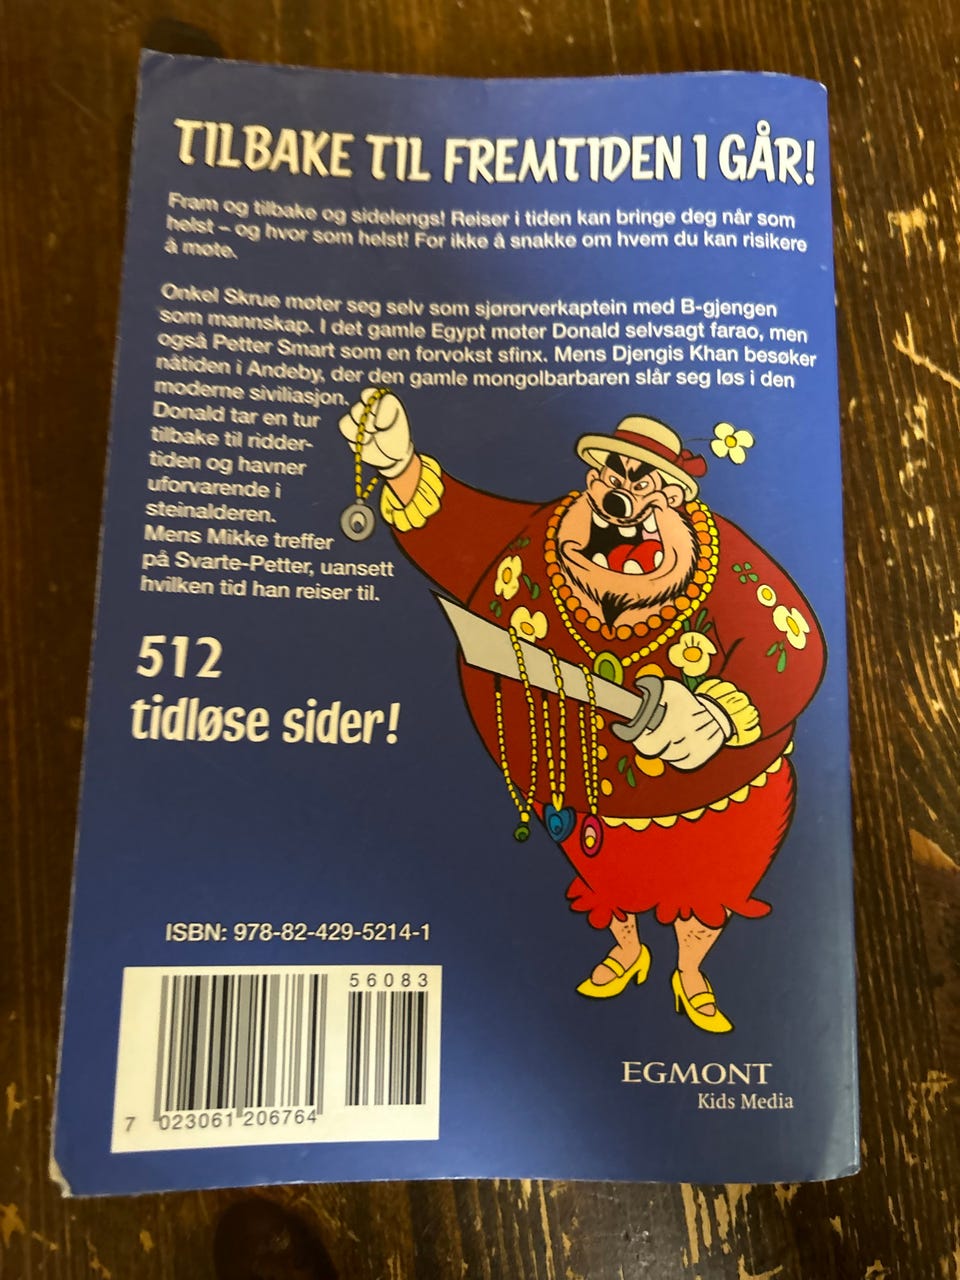 TILBAKE TIL FREMTIDEN I GÅR!
Fram og tilbake og sidelengs! Reiser i tiden kan bringe deg når som
helst – og hvor som helst! For ikke å snakke om hvem du kan risikere
å møte.
Onkel Skrue møter seg selv som sjørørverkaptein med B-gjengen
som mannskap. I det gamle Egypt møter Donald selvsagt farao, men
også Petter Smart som en forvokst sfinx. Mens Djengis Khan besøker
nåtiden i Andeby, der den gamle mongolbarbaren slår seg løs i den
moderne siviliasjon.
Donald tar en tur
tilbake til ridder-
tiden og havner
uforvarende i
steinalderen.
Mens Mikke treffer
på Svarte-Petter, uansett
hvilken tid han reiser til.
512
tidløse sider!
ISBN: 978-82-429-5214-1
56083
7 023061 206764
EGMONT
Kids Media